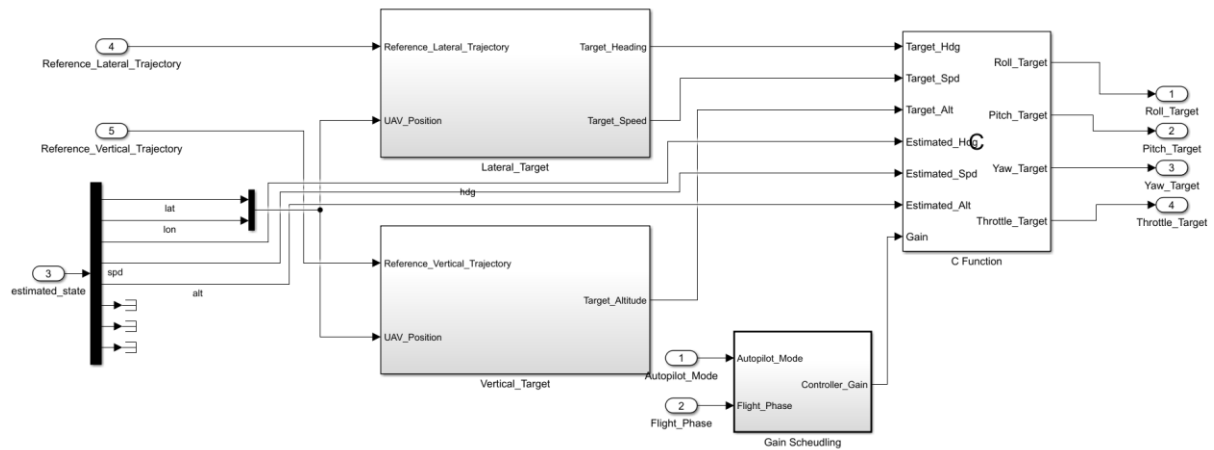 4
Reference_Lateral_Trajectory
5
Reference_Vertical_Trajectory
3
estimated_state
lat
lon
hdg
spd
alt
Reference_Lateral_Trajectory
Target_Heading
UAV_Position
Target_Speed
Lateral_Target
Reference_Vertical_Trajectory
Target_Altitude
UAV_Position
Vertical_Target
1
Autopilot_Mode
2
Flight_Phase
Autopilot_Mode
Controller_Gain
Flight_Phase
Gain Scheudling
Target_Hdg
Target_Spd
Target_Alt
Estimated_Hdg
Estimated_Spd
Estimated_Alt
Gain
C
Roll_Target
Pitch_Target
Yaw_Target
Throttle_Target
C Function
1
Roll_Target
2
Pitch_Target
3
Yaw_Target
4
Throttle_Target